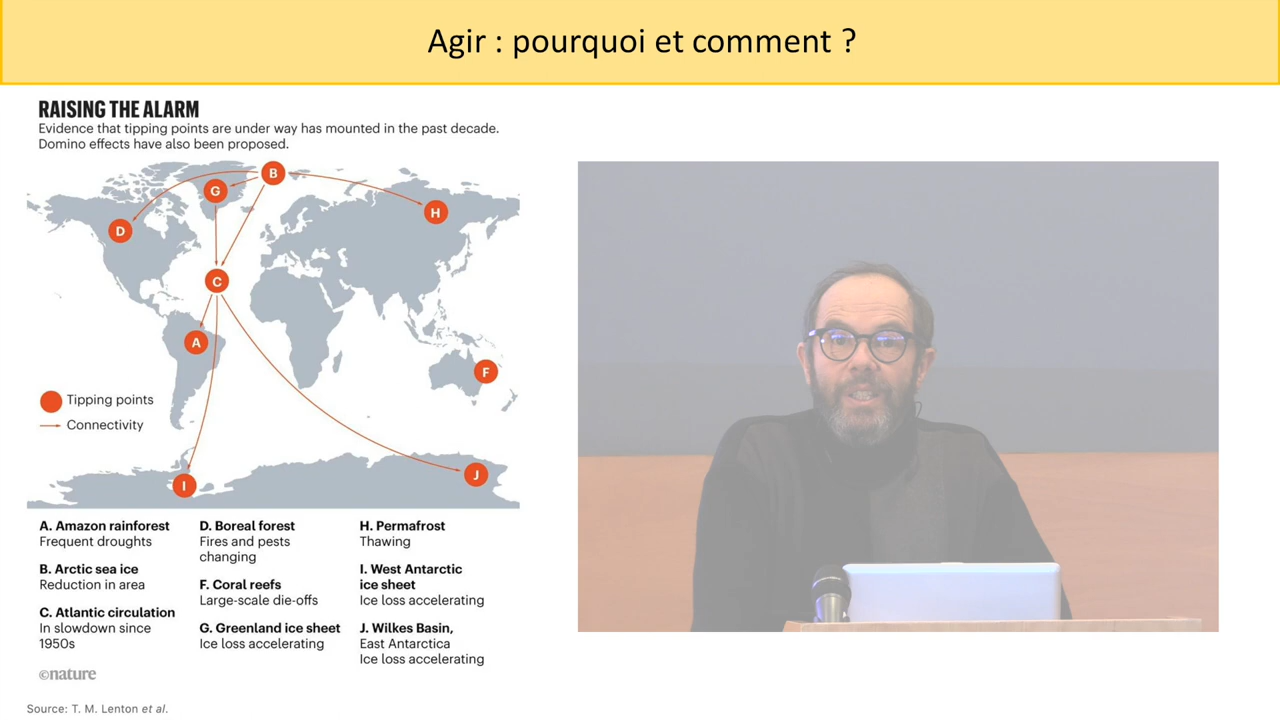 Agir : pourquoi et comment ?
RAISING THE ALARM
Evidence that tipping points are under way has mounted in the past decade.
Domino effects have also been proposed.
B
G
H
D
C
A
F
Tipping points
Connectivity
I
J
A. Amazon rainforest
Frequent droughts
B. Arctic sea ice
Reduction in area
C. Atlantic circulation
In slowdown since
1950s
D. Boreal forest
Fires and pests
changing
F. Coral reefs
Large-scale die-offs
G. Greenland ice sheet
Ice loss accelerating
H. Permafrost
Thawing
I. West Antarctic
ice sheet
Ice loss accelerating
J. Wilkes Basin,
East Antarctica
Ice loss accelerating
©nature
Source: T. M. Lenton et al.